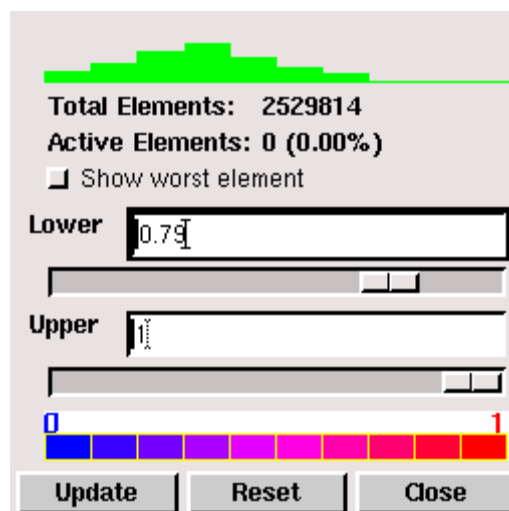 Total Elements: 2529814
Active Elements: 0 (0.00%)
Show worst element
Lower 0.79
Upper 1
0 1
Update Reset Close